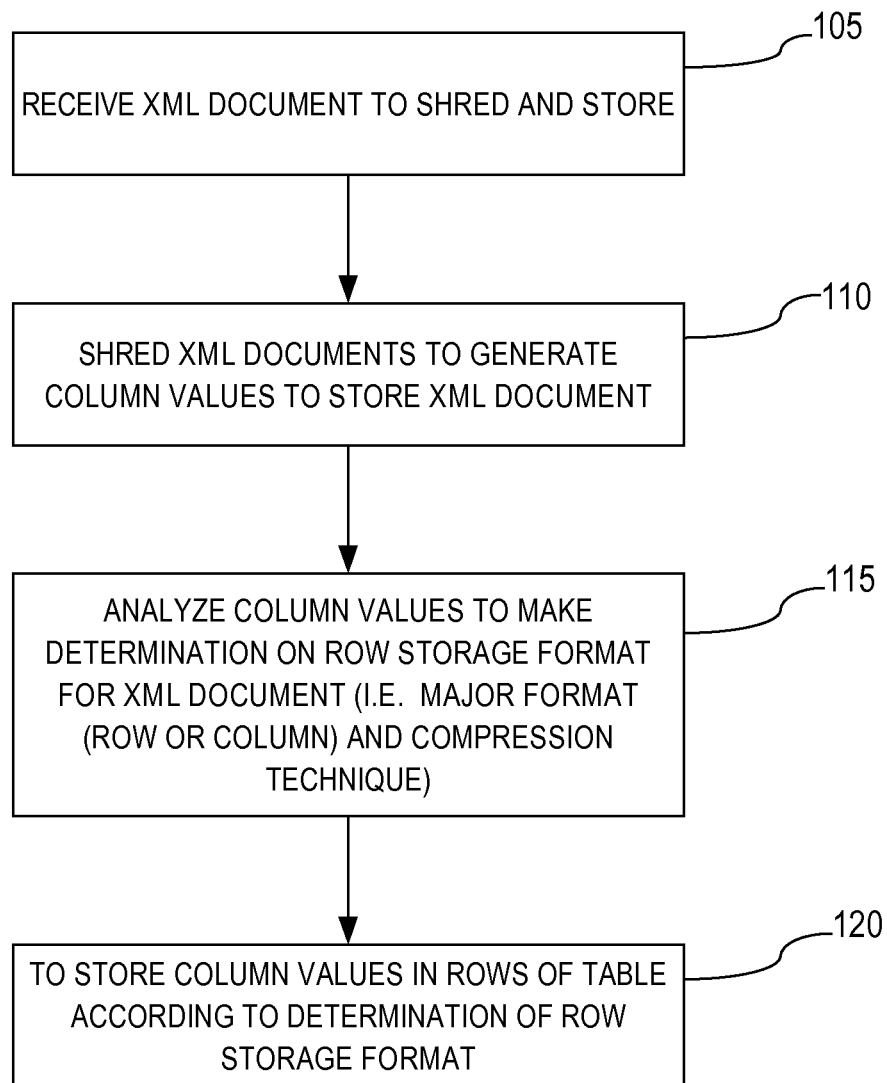 105
RECEIVE XML DOCUMENT TO SHRED AND STORE
110
SHRED XML DOCUMENTS TO GENERATE
COLUMN VALUES TO STORE XML DOCUMENT
115
ANALYZE COLUMN VALUES TO MAKE
DETERMINATION ON ROW STORAGE FORMAT
FOR XML DOCUMENT (I.E. MAJOR FORMAT
(ROW OR COLUMN) AND COMPRESSION
TECHNIQUE)
120
TO STORE COLUMN VALUES IN ROWS OF TABLE
ACCORDING TO DETERMINATION OF ROW
STORAGE FORMAT